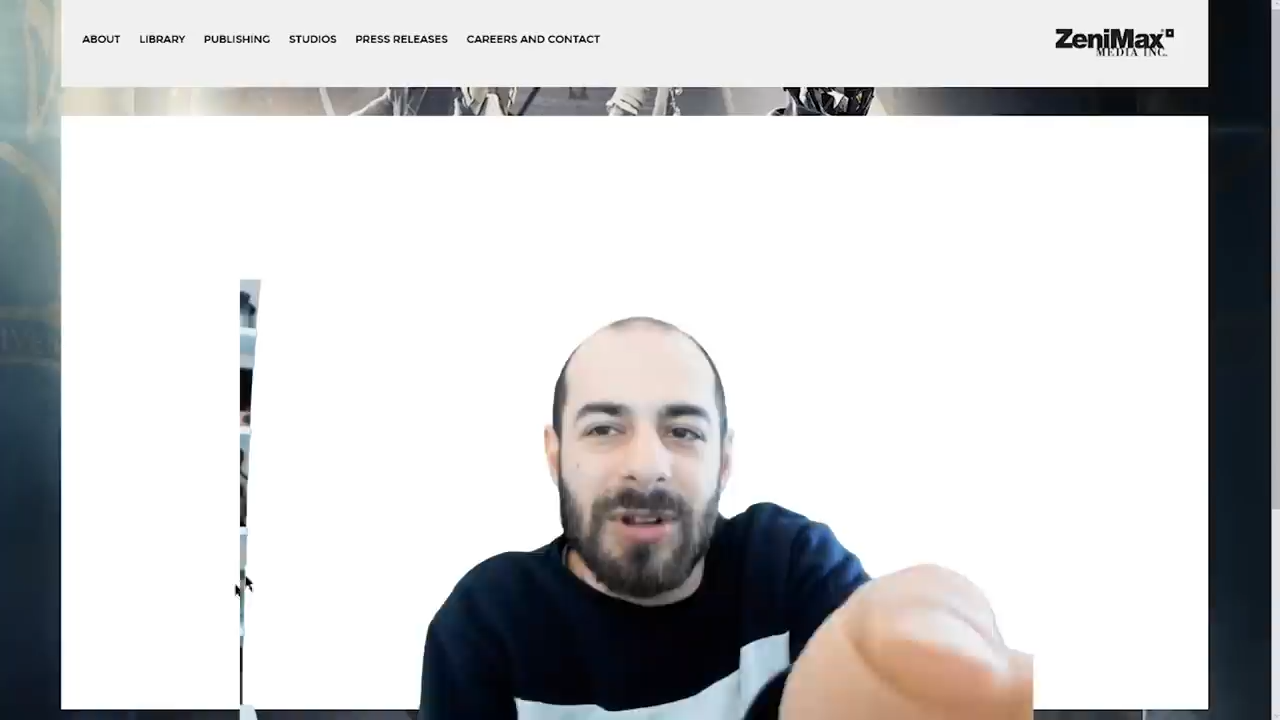 ABOUT LIBRARY PUBLISHING STUDIOS PRESS RELEASES CAREERS AND CONTACT
ZeniMax
MEDIA INC.